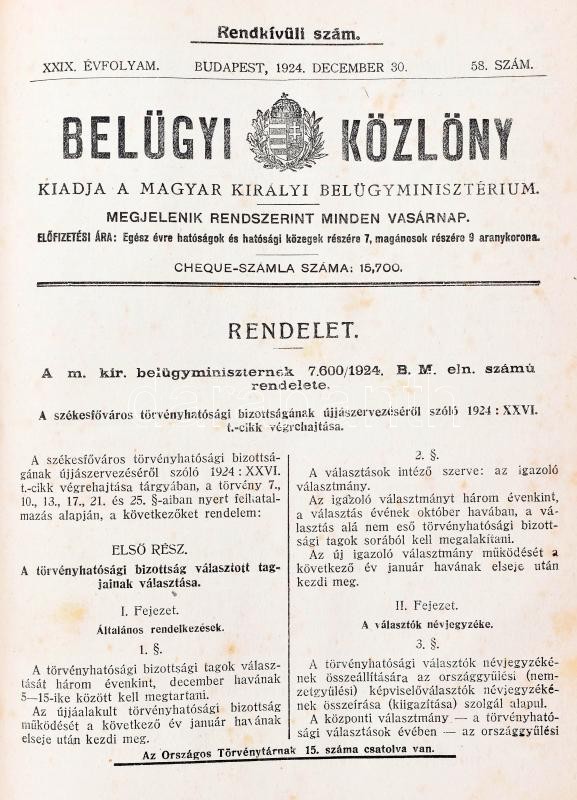 Rendkívüli szám.
XXIX. ÉVFOLYAM. BUDAPEST, 1924. DECEMBER 30. 58. SZÁM.
BELÜGYI KÖZLÖNY
KIADJA A MAGYAR KIRÁLYI BELÜGYMINISZTÉRIUM.
MEGJELENIK RENDSZERINT MINDEN VASÁRNAP.
ELŐFIZETÉSI ÁRA: Egész évre hatóságok és hatósági közegek részére 7, magánosok részére 9 aranykorona.
CHEQUE-SZÁMLA SZÁMA: 15,700.
RENDELET.
A m. kir. belügyminiszternek 7.600/1924. B. M. eln. számú
rendelete.
A székesfőváros törvényhatósági bizottságának újjászervezéséről szóló 1924 : XXVI.
t.-cikk végrehajtása.
A székesfőváros törvényhatósági bizottsá-
gának újjászervezéséről szóló 1924 : XXVI.
t.-cikk végrehajtása tárgyában, a törvény 7.,
10., 13., 17., 21. és 25. §-aiban nyert felhatal-
mazás alapján, a következőket rendelem:
ELSŐ RÉSZ.
A törvényhatósági bizottság választott tag-
jainak választása.
I. Fejezet.
Általános rendelkezések.
1. §.
A törvényhatósági bizottsági tagok válasz-
tását három évenkint, december havának
5—15-ike között kell megtartani.
Az újjáalakult törvényhatósági bizottság
működését a következő év január havának
elseje után kezdi meg.
2. §.
A választások intéző szerve: az igazoló
választmány.
Az igazoló választmányt három évenkint,
a választás évének október havában, a vá-
lasztás alá nem eső törvényhatósági bizott-
sági tagok sorából kell megalakítani.
Az új igazoló választmány működését a
következő év január havának elseje után
kezdi meg.
II. Fejezet.
A választók névjegyzéke.
3. §.
A törvényhatósági választók névjegyzéké-
nek összeállítására az országgyűlési (nem-
zetgyűlési) képviselőválasztók névjegyzéké-
nek összeírása (kiigazítása) szolgál alapul.
A központi választmány — a törvényható-
sági választások évében — az országgyűlési
Az Országos Törvénytárnak 15. száma csatolva van.